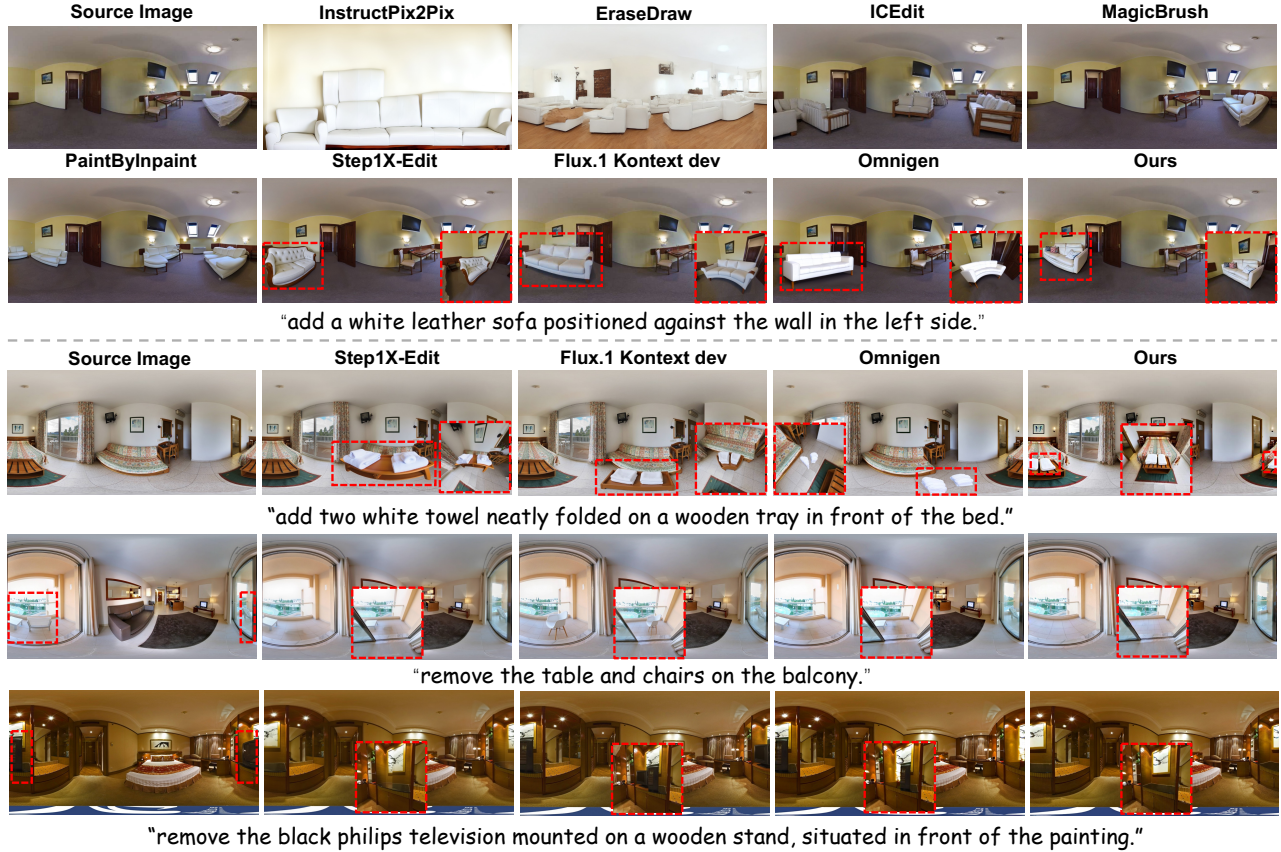 Source Image InstructPix2Pix EraseDraw ICEdit MagicBrush
PaintByInpaint Step1X-Edit Flux.1 Kontext dev Omnigen Ours
"add a white leather sofa positioned against the wall in the left side."
Source Image Step1X-Edit Flux.1 Kontext dev Omnigen Ours
"add two white towel neatly folded on a wooden tray in front of the bed."
"remove the table and chairs on the balcony."
"remove the black philips television mounted on a wooden stand, situated in front of the painting."